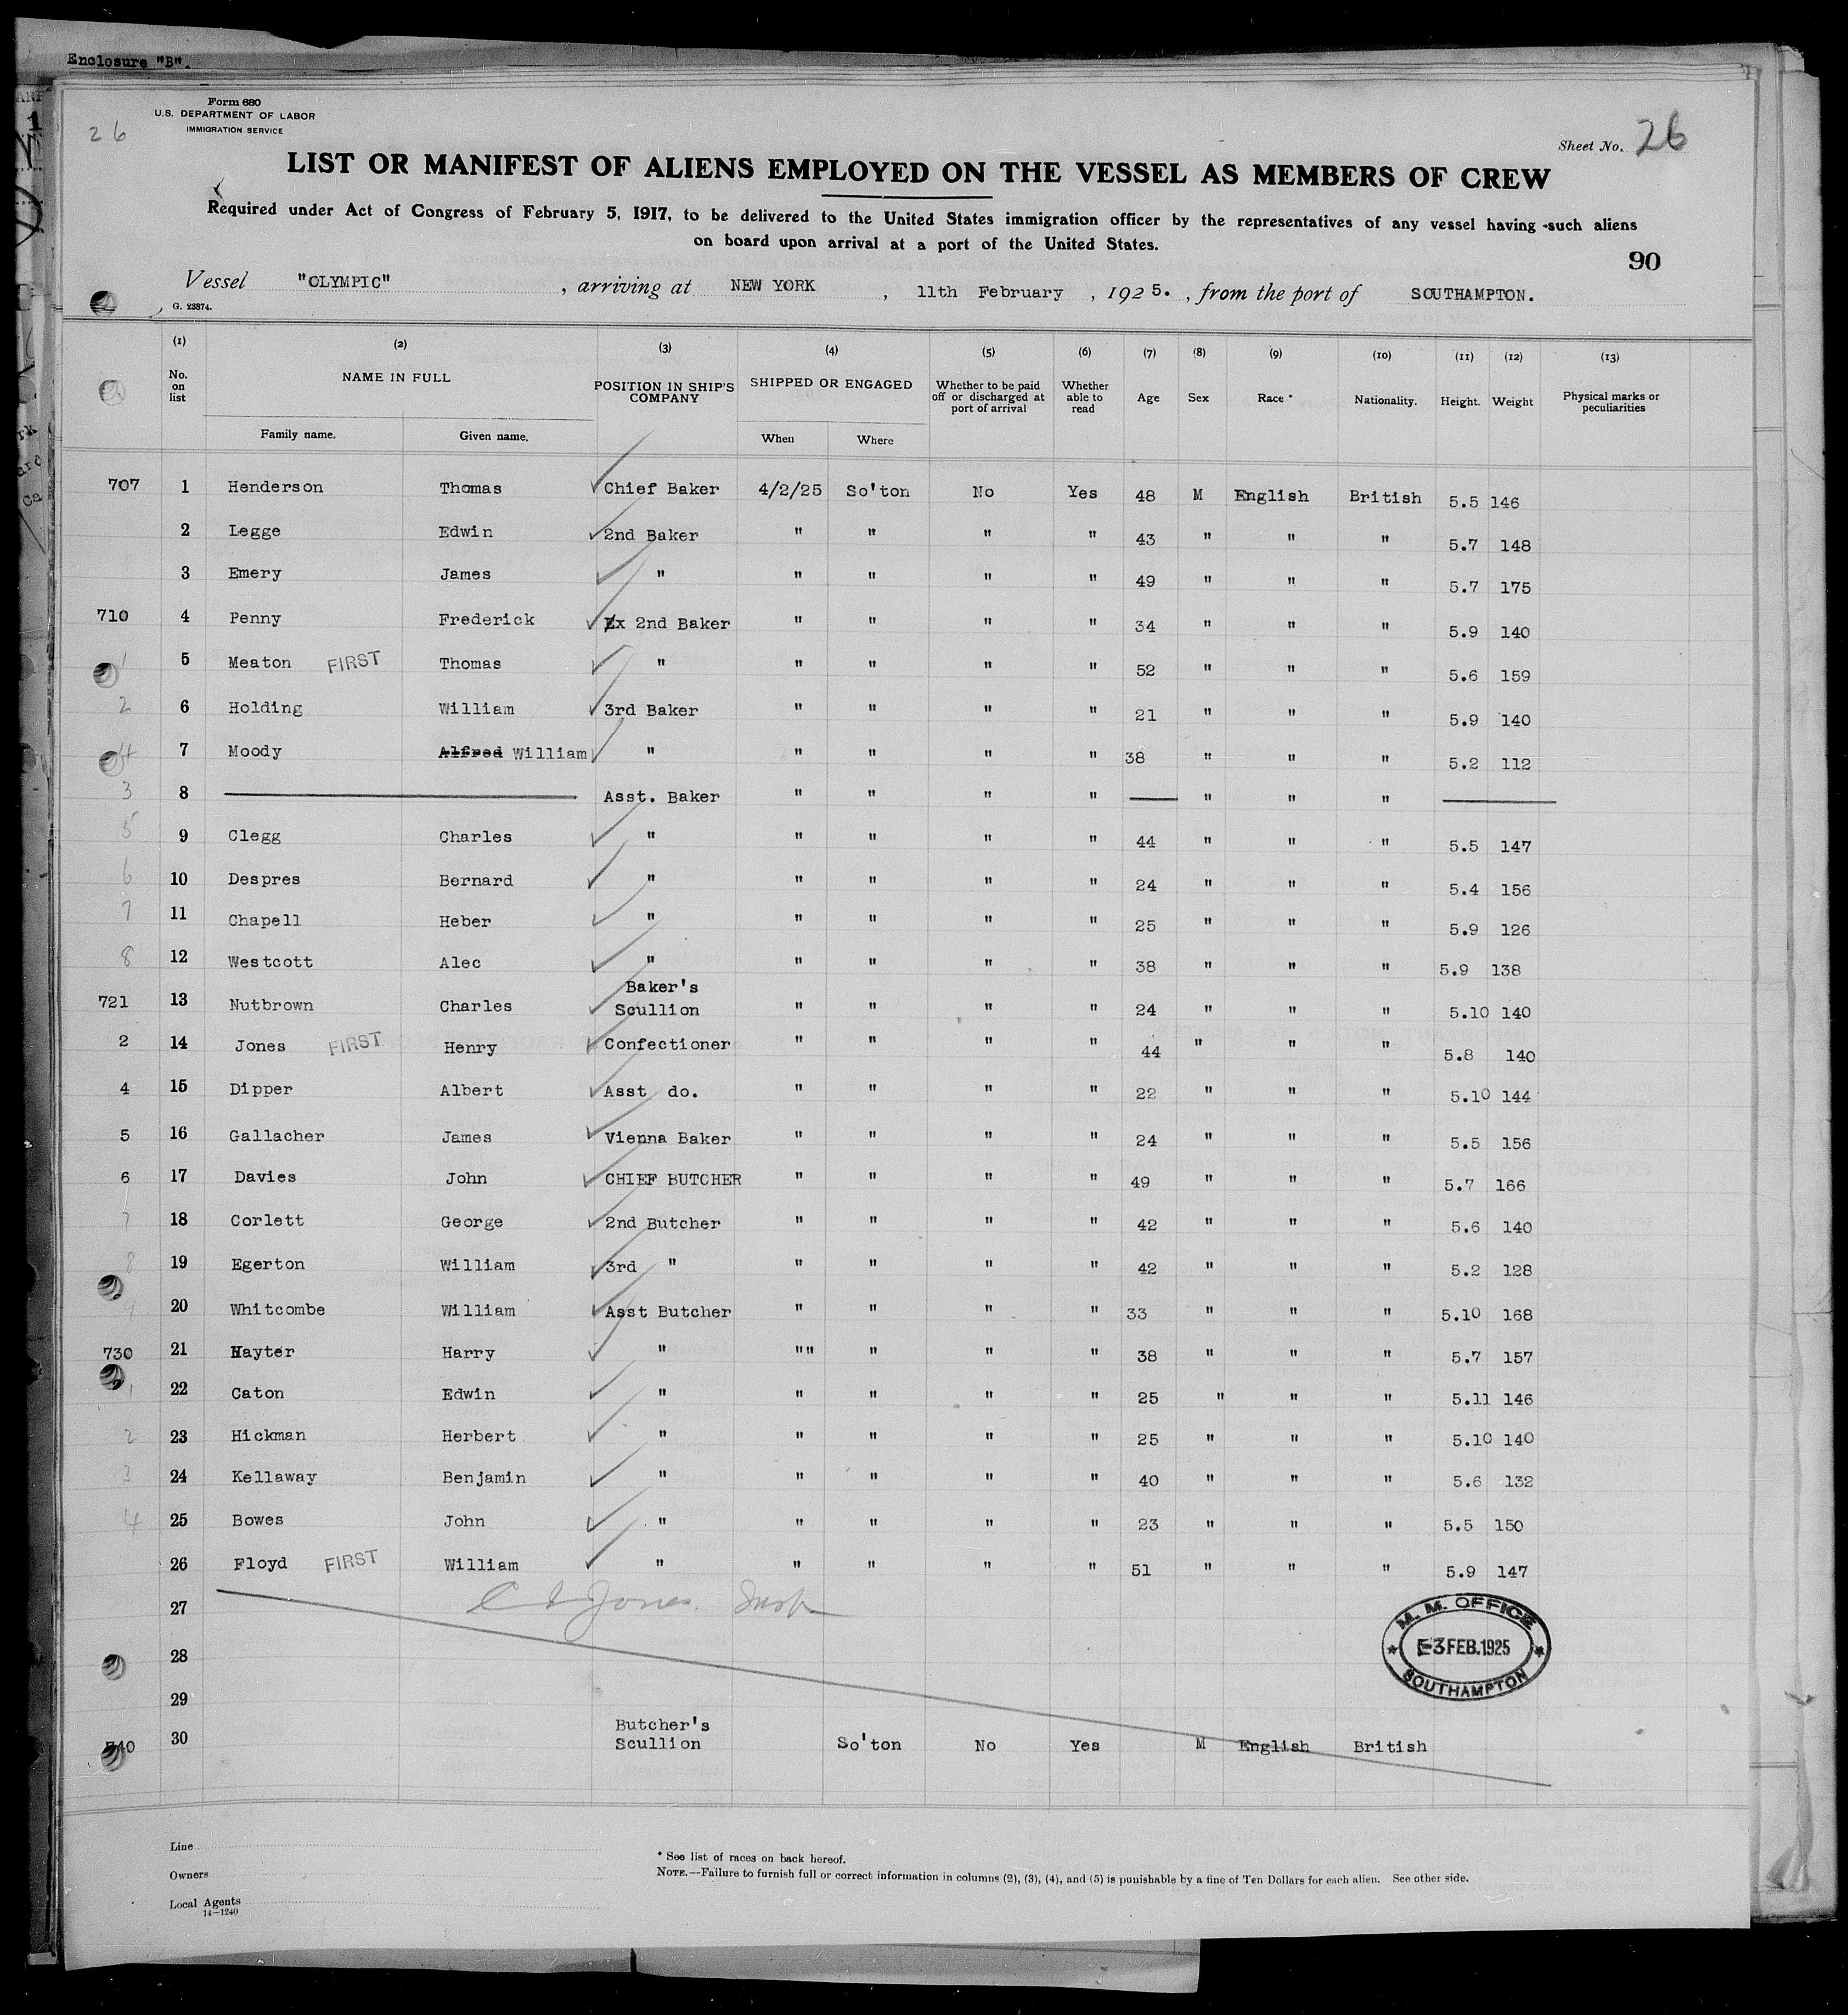 Enclosure "B".
Form 680
U.S. DEPARTMENT OF LABOR
IMMIGRATION SERVICE
26
Sheet No. 26
LIST OR MANIFEST OF ALIENS EMPLOYED ON THE VESSEL AS MEMBERS OF CREW
Required under Act of Congress of February 5, 1917, to be delivered to the United States immigration officer by the representatives of any vessel having such aliens
on board upon arrival at a port of the United States.
90
Vessel "OLYMPIC" , arriving at NEW YORK , 11th February , 1925. , from the port of SOUTHAMPTON.
G. 23874.
(1) (2) (3) (4) (5) (6) (7) (8) (9) (10) (11) (12) (13)
No. on list NAME IN FULL POSITION IN SHIP'S COMPANY SHIPPED OR ENGAGED Whether to be paid off or discharged at port of arrival Whether able to read Age Sex Race * Nationality. Height. Weight Physical marks or peculiarities
Family name. Given name. When Where
707 1 Henderson Thomas Chief Baker 4/2/25 So'ton No Yes 48 M English British 5.5 146
2 Legge Edwin 2nd Baker " " " " 43 " " " 5.7 148
3 Emery James " " " " " 49 " " " 5.7 175
710 4 Penny Frederick Ex 2nd Baker " " " " 34 " " " 5.9 140
1 5 Meaton FIRST Thomas " " " " " 52 " " " 5.6 159
2 6 Holding William 3rd Baker " " " " 21 " " " 5.9 140
4 7 Moody Alfred William " " " " " 38 " " " 5.2 112
3 8 Asst. Baker " " " " " " "
5 9 Clegg Charles " " " " " 44 " " " 5.5 147
6 10 Despres Bernard " " " " " 24 " " " 5.4 156
7 11 Chapell Heber " " " " " 25 " " " 5.9 126
8 12 Westcott Alec " " " " " 38 " " " 5.9 138
721 13 Nutbrown Charles Baker's Scullion " " " " 24 " " " 5.10 140
2 14 Jones FIRST Henry Confectioner " " " " 44 " " " 5.8 140
4 15 Dipper Albert Asst do. " " " " 22 " " " 5.10 144
5 16 Gallacher James Vienna Baker " " " " 24 " " " 5.5 156
6 17 Davies John CHIEF BUTCHER " " " " 49 " " " 5.7 166
7 18 Corlett George 2nd Butcher " " " " 42 " " " 5.6 140
8 19 Egerton William 3rd " " " " " 42 " " " 5.2 128
9 20 Whitcombe William Asst Butcher " " " " 33 " " " 5.10 168
730 21 Hayter Harry " "" " " " 38 " " " 5.7 157
1 22 Caton Edwin " " " " " 25 " " " 5.11 146
2 23 Hickman Herbert " " " " " 25 " " " 5.10 140
3 24 Kellaway Benjamin " " " " " 40 " " " 5.6 132
4 25 Bowes John " " " " " 23 " " " 5.5 150
26 Floyd FIRST William " " " " " 51 " " " 5.9 147
27 Jones.
28
29
740 30 Butcher's Scullion So'ton No Yes M English British
M. M. OFFICE
3 FEB. 1925
SOUTHAMPTON
Line
Owners
Local Agents
14-1240
* See list of races on back hereof.
NOTE.—Failure to furnish full or correct information in columns (2), (3), (4), and (5) is punishable by a fine of Ten Dollars for each alien. See other side.